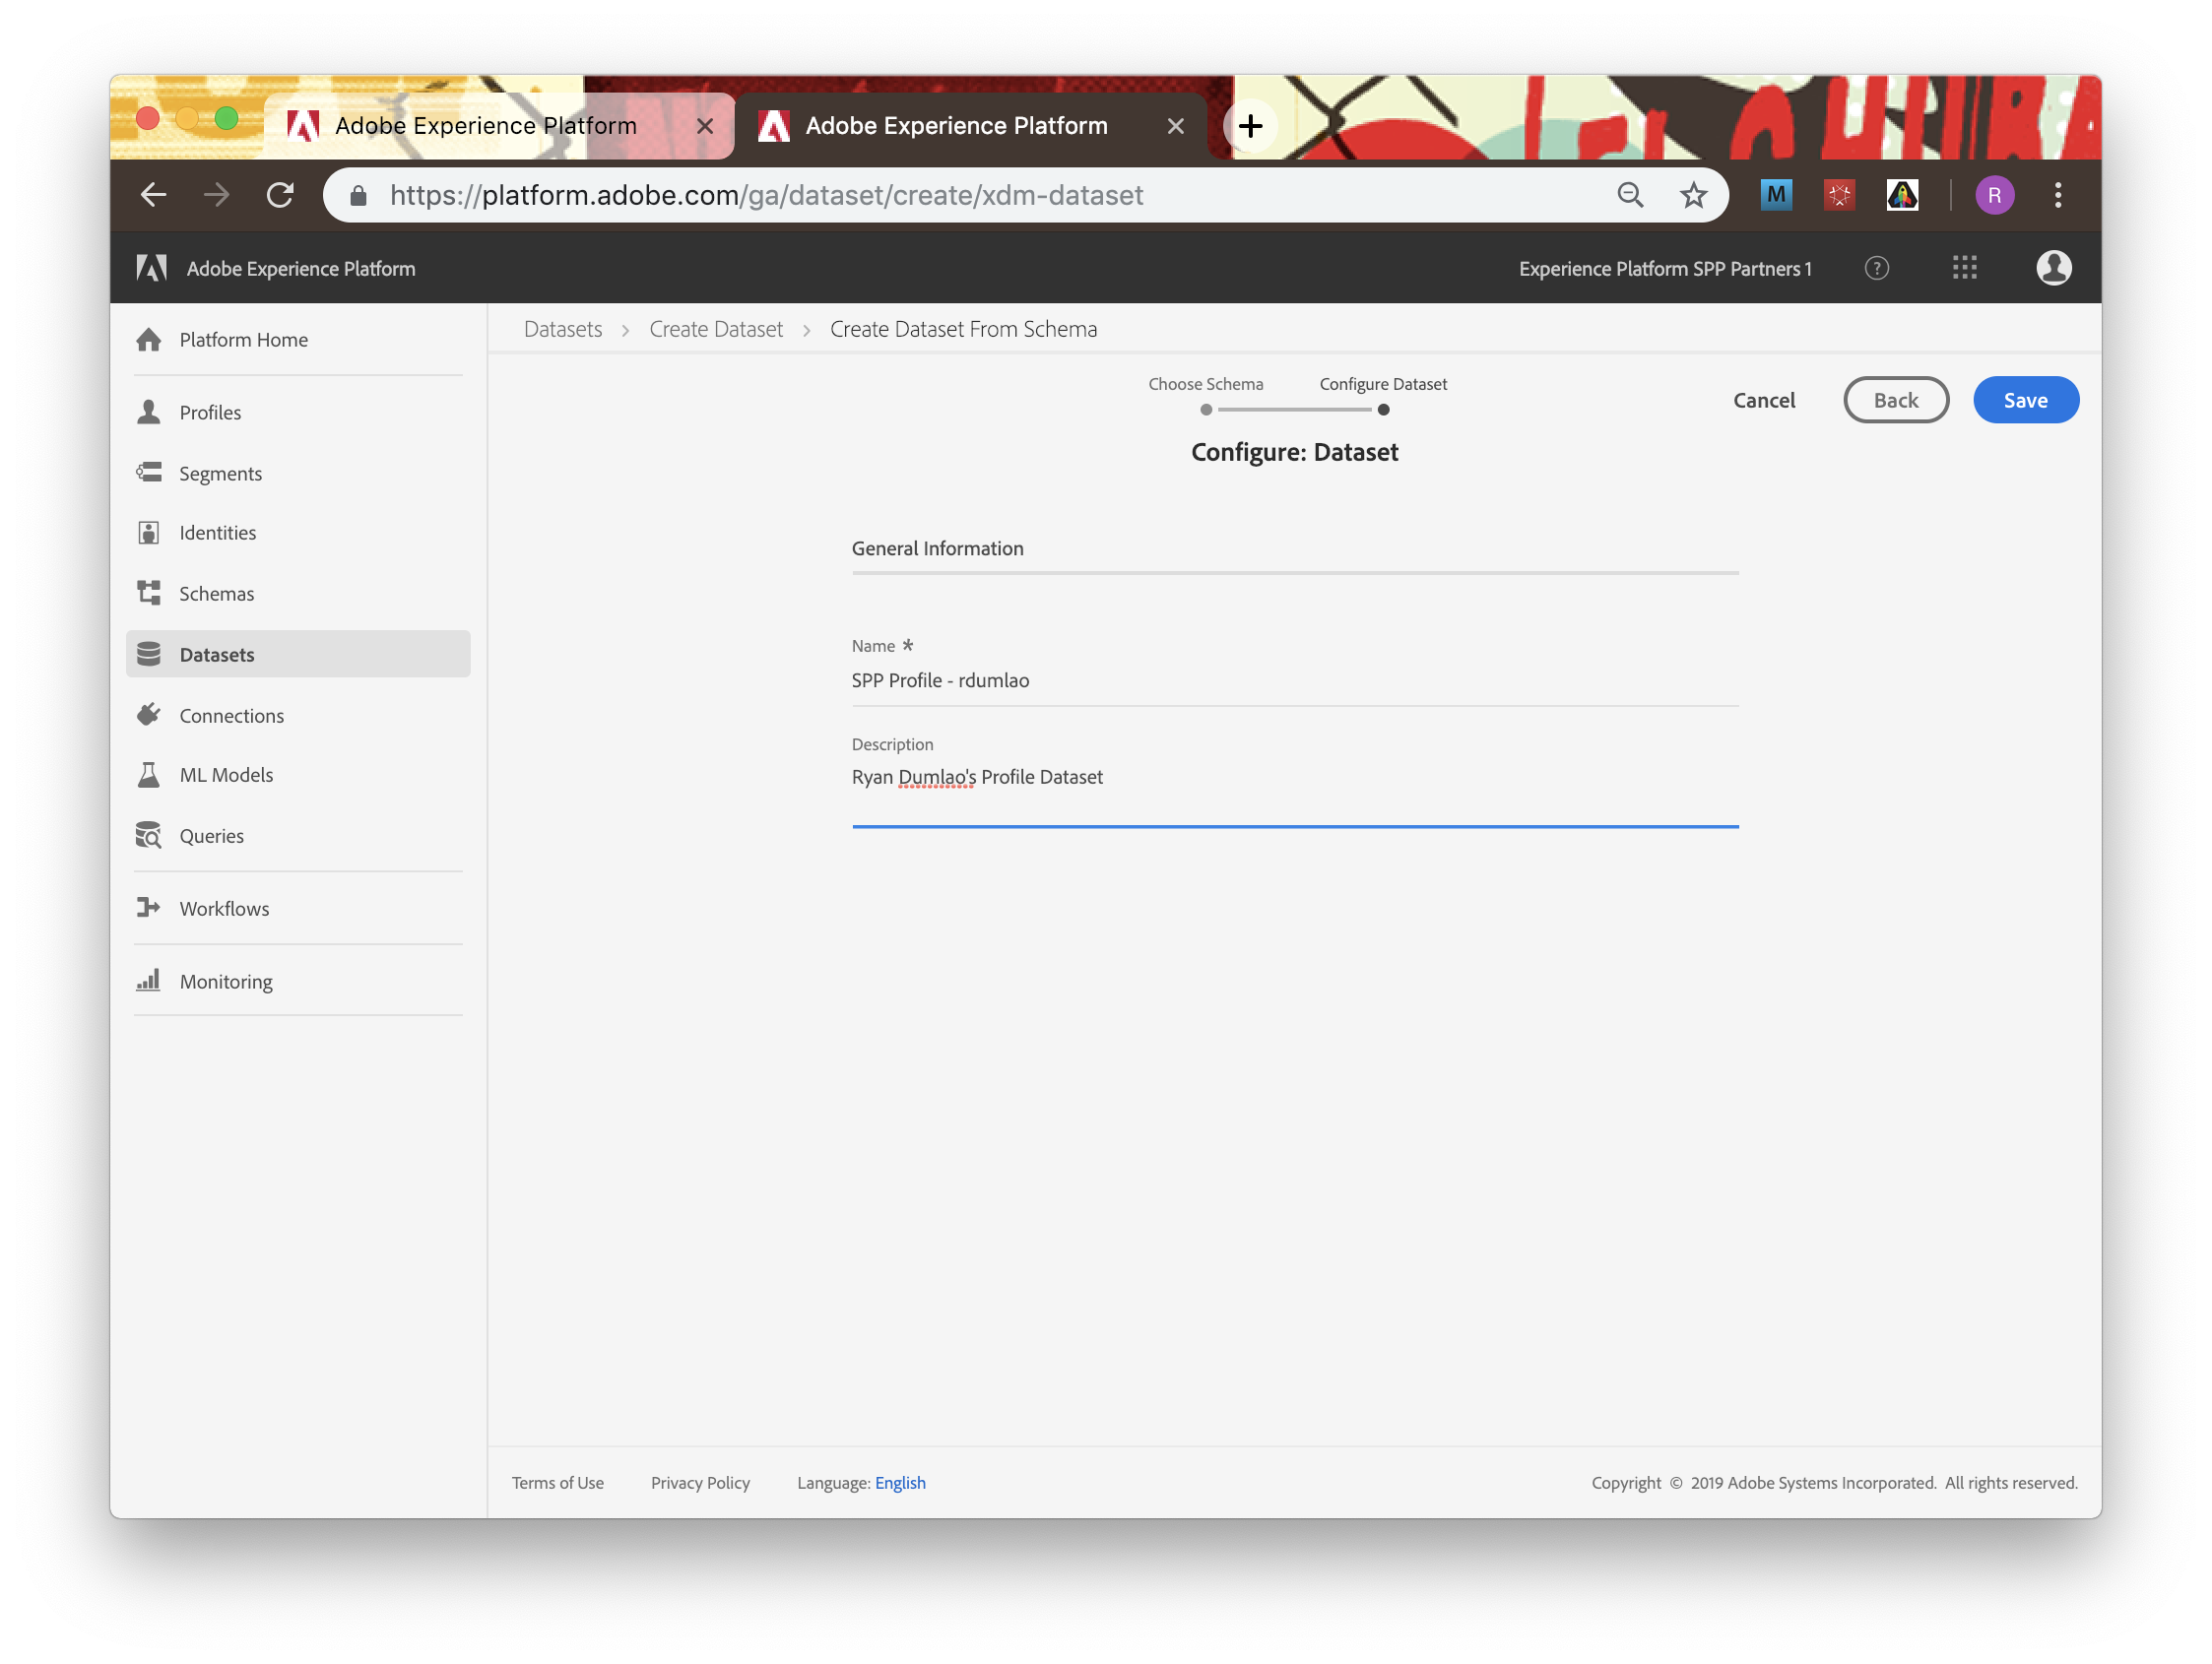 Adobe Experience Platform
Adobe Experience Platform
https://platform.adobe.com/ga/dataset/create/xdm-dataset
M
R
Adobe Experience Platform
Experience Platform SPP Partners 1
?
Platform Home
Profiles
Segments
Identities
Schemas
Datasets
Connections
ML Models
Queries
Workflows
Monitoring
Datasets > Create Dataset > Create Dataset From Schema
Choose Schema
Configure Dataset
Cancel
Back
Save
Configure: Dataset
General Information
Name *
SPP Profile - rdumlao
Description
Ryan Dumlao's Profile Dataset
Terms of Use
Privacy Policy
Language: English
Copyright © 2019 Adobe Systems Incorporated. All rights reserved.